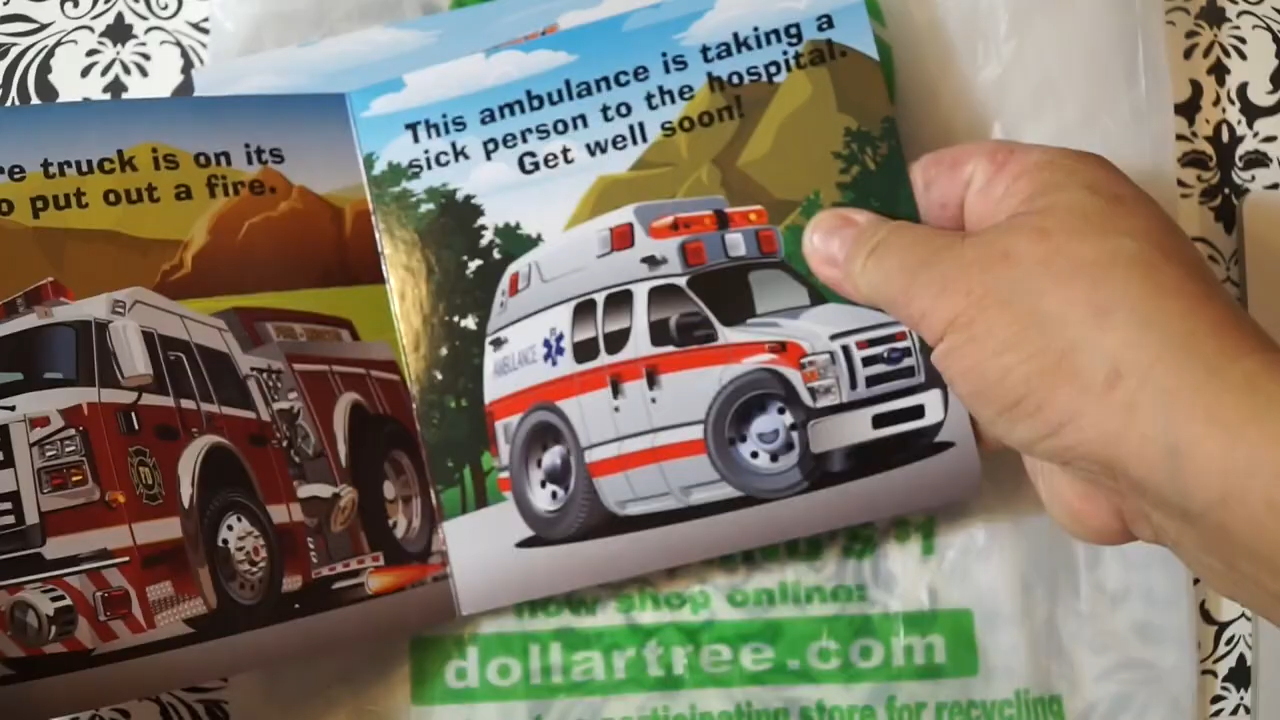 re truck is on its
o put out a fire.
This ambulance is taking a
sick person to the hospital.
Get well soon!
AMBULANCE
now shop online:
dollartree.com
participating store for recycling